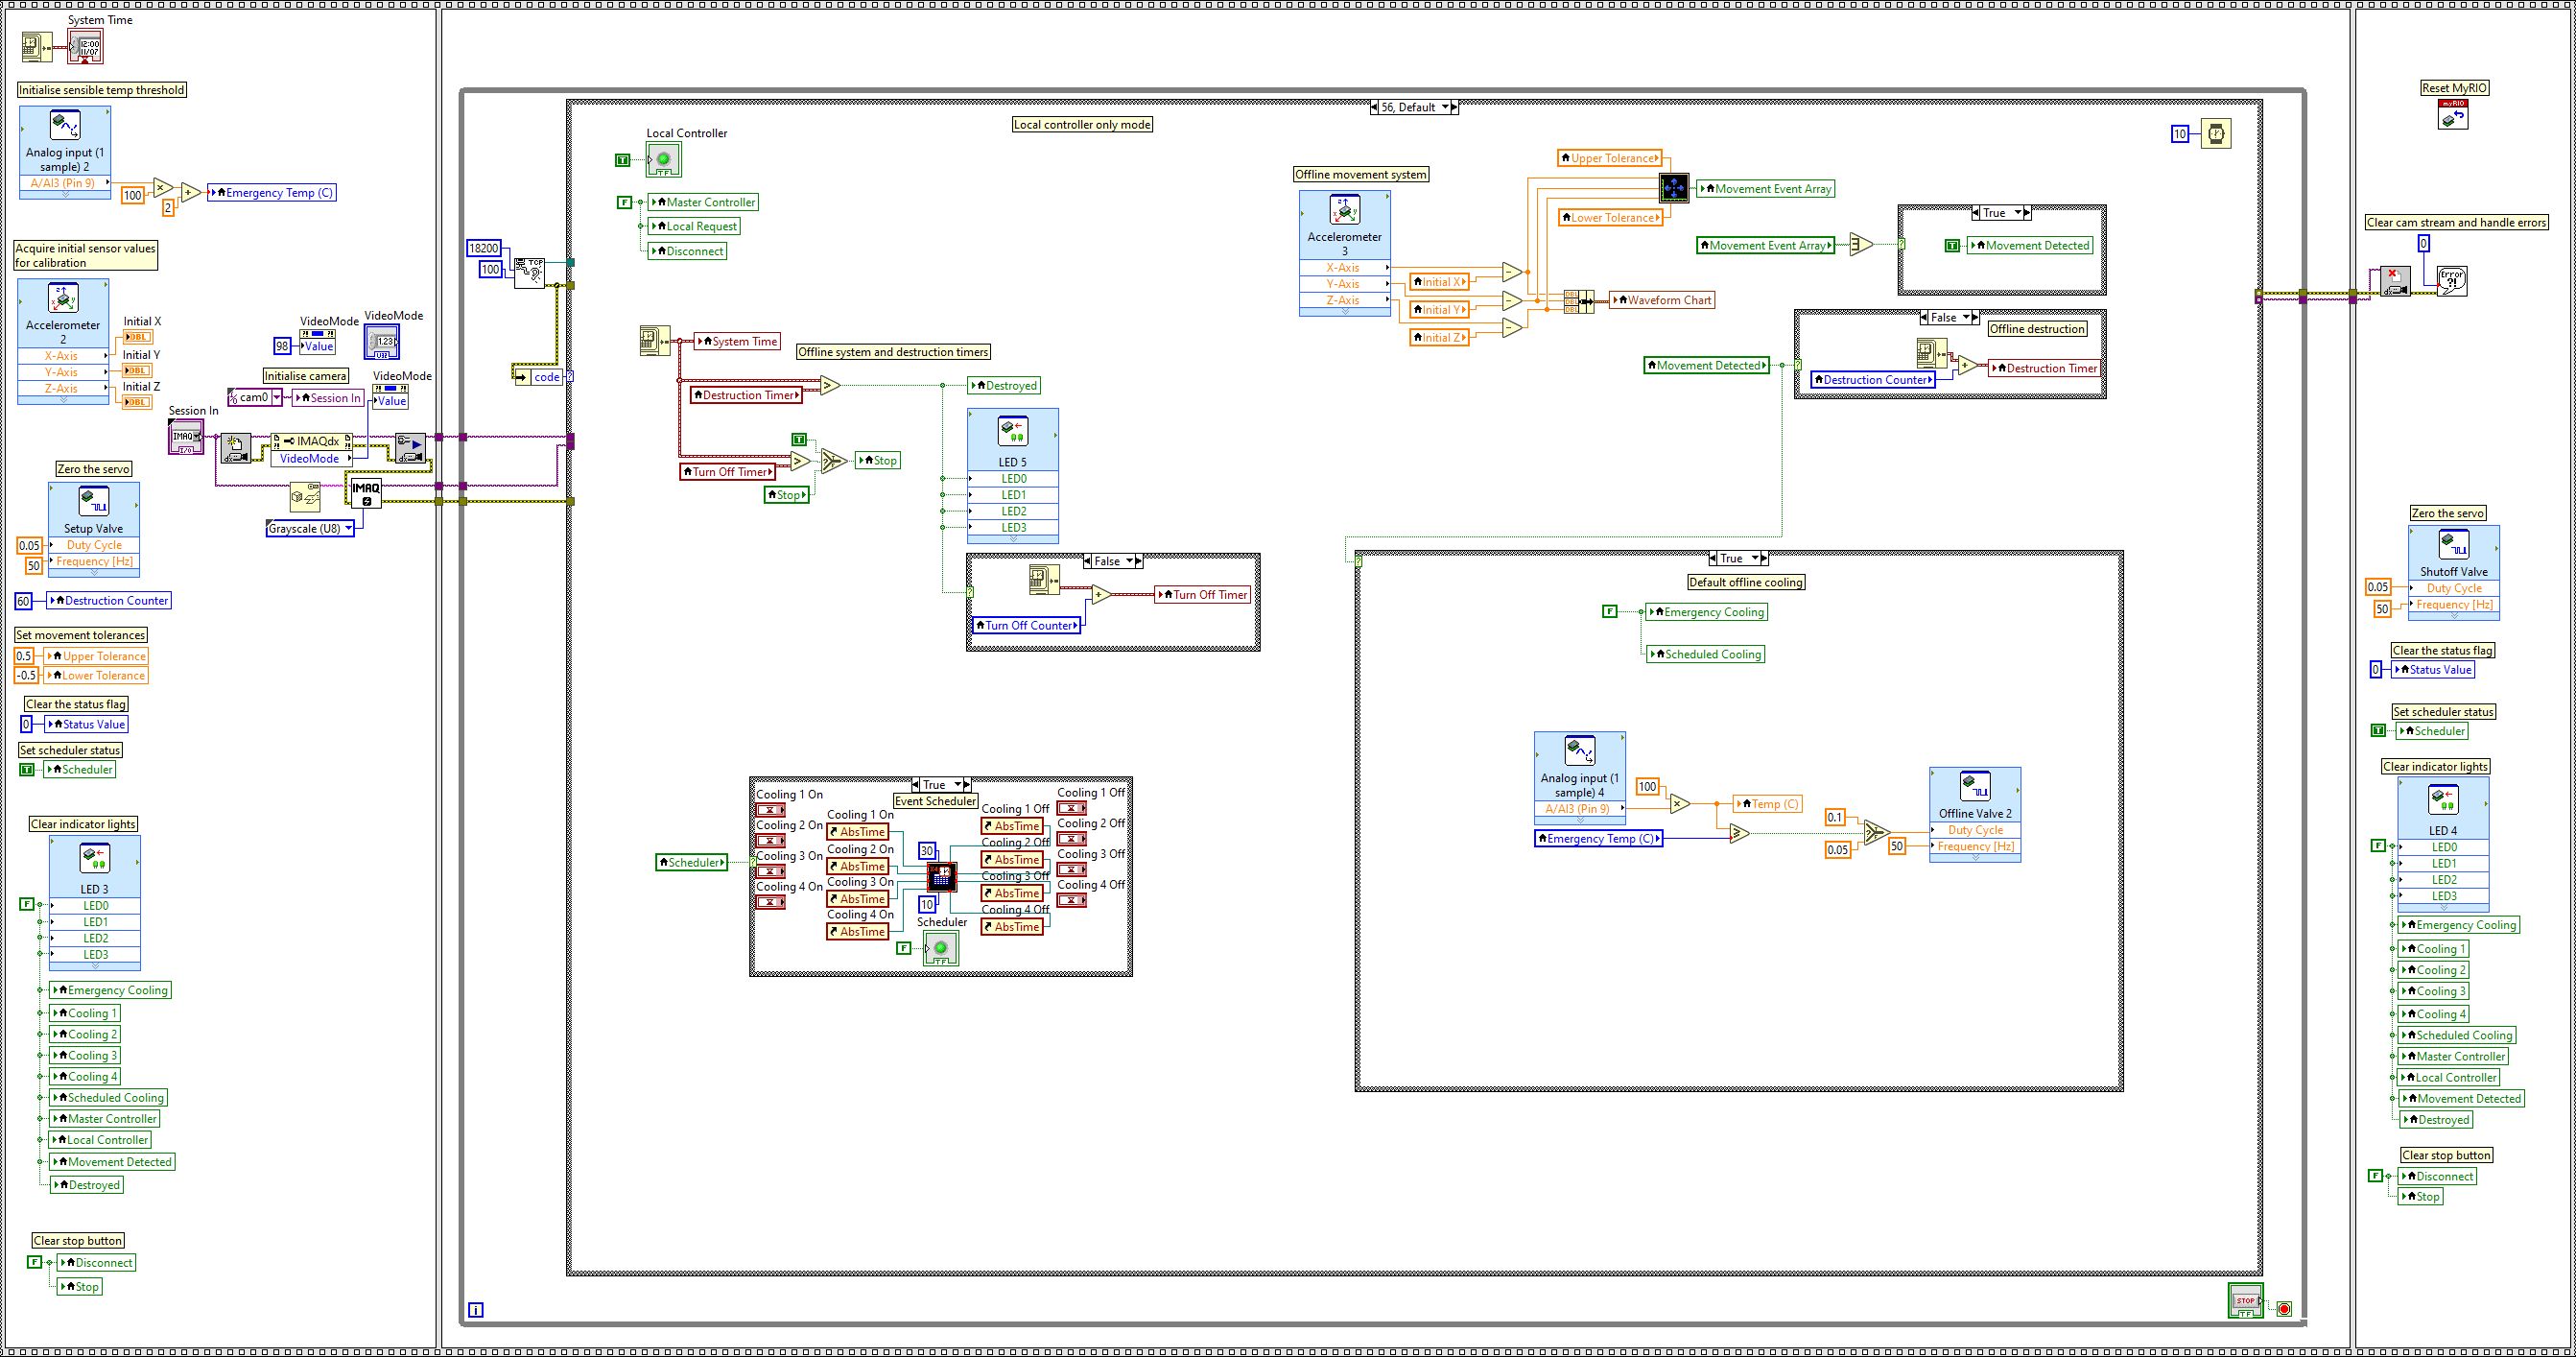 System Time
12:00
11/07
Initialise sensible temp threshold
Analog input (1
sample) 2
A/AI3 (Pin 9)
100
2
Emergency Temp (C)
Acquire initial sensor values
for calibration
Accelerometer
2
X-Axis
Y-Axis
Z-Axis
Initial X
DBL
Initial Y
DBL
Initial Z
DBL
VideoMode
98
Value
VideoMode
1.23
U32
Initialise camera
cam0
Session In
VideoMode
Value
Session In
IMAQ
I/O
IMAQdx
VideoMode
IMAQ
Grayscale (U8)
Zero the servo
Setup Valve
0.05
Duty Cycle
50
Frequency [Hz]
60
Destruction Counter
Set movement tolerances
0.5
Upper Tolerance
-0.5
Lower Tolerance
Clear the status flag
0
Status Value
Set scheduler status
T
Scheduler
Clear indicator lights
LED 3
F
LED0
LED1
LED2
LED3
Emergency Cooling
Cooling 1
Cooling 2
Cooling 3
Cooling 4
Scheduled Cooling
Master Controller
Local Controller
Movement Detected
Destroyed
Clear stop button
F
Disconnect
Stop
56, Default
Local controller only mode
Local Controller
T
TF
F
Master Controller
Local Request
Disconnect
18200
100
TCP
code
System Time
Offline system and destruction timers
Destruction Timer
Destroyed
T
Turn Off Timer
Stop
Stop
LED 5
LED0
LED1
LED2
LED3
False
Turn Off Counter
Turn Off Timer
True
Event Scheduler
Scheduler
Cooling 1 On
Cooling 2 On
Cooling 3 On
Cooling 4 On
Cooling 1 On
AbsTime
Cooling 2 On
AbsTime
Cooling 3 On
AbsTime
Cooling 4 On
AbsTime
30
10
Scheduler
F
TF
Cooling 1 Off
AbsTime
Cooling 2 Off
AbsTime
Cooling 3 Off
AbsTime
Cooling 4 Off
AbsTime
Cooling 1 Off
Cooling 2 Off
Cooling 3 Off
Cooling 4 Off
Offline movement system
Accelerometer
3
X-Axis
Y-Axis
Z-Axis
Initial X
Initial Y
Initial Z
Upper Tolerance
Lower Tolerance
Movement Event Array
Waveform Chart
10
Movement Event Array
True
T
Movement Detected
Movement Detected
False
Offline destruction
Destruction Counter
Destruction Timer
True
Default offline cooling
F
Emergency Cooling
Scheduled Cooling
Analog input (1
sample) 4
A/AI3 (Pin 9)
100
Temp (C)
Emergency Temp (C)
0.1
0.05
50
Offline Valve 2
Duty Cycle
Frequency [Hz]
i
STOP
TF
Reset MyRIO
myRIO
Clear cam stream and handle errors
0
Error
?!
Zero the servo
Shutoff Valve
0.05
Duty Cycle
50
Frequency [Hz]
Clear the status flag
0
Status Value
Set scheduler status
T
Scheduler
Clear indicator lights
LED 4
F
LED0
LED1
LED2
LED3
Emergency Cooling
Cooling 1
Cooling 2
Cooling 3
Cooling 4
Scheduled Cooling
Master Controller
Local Controller
Movement Detected
Destroyed
Clear stop button
F
Disconnect
Stop